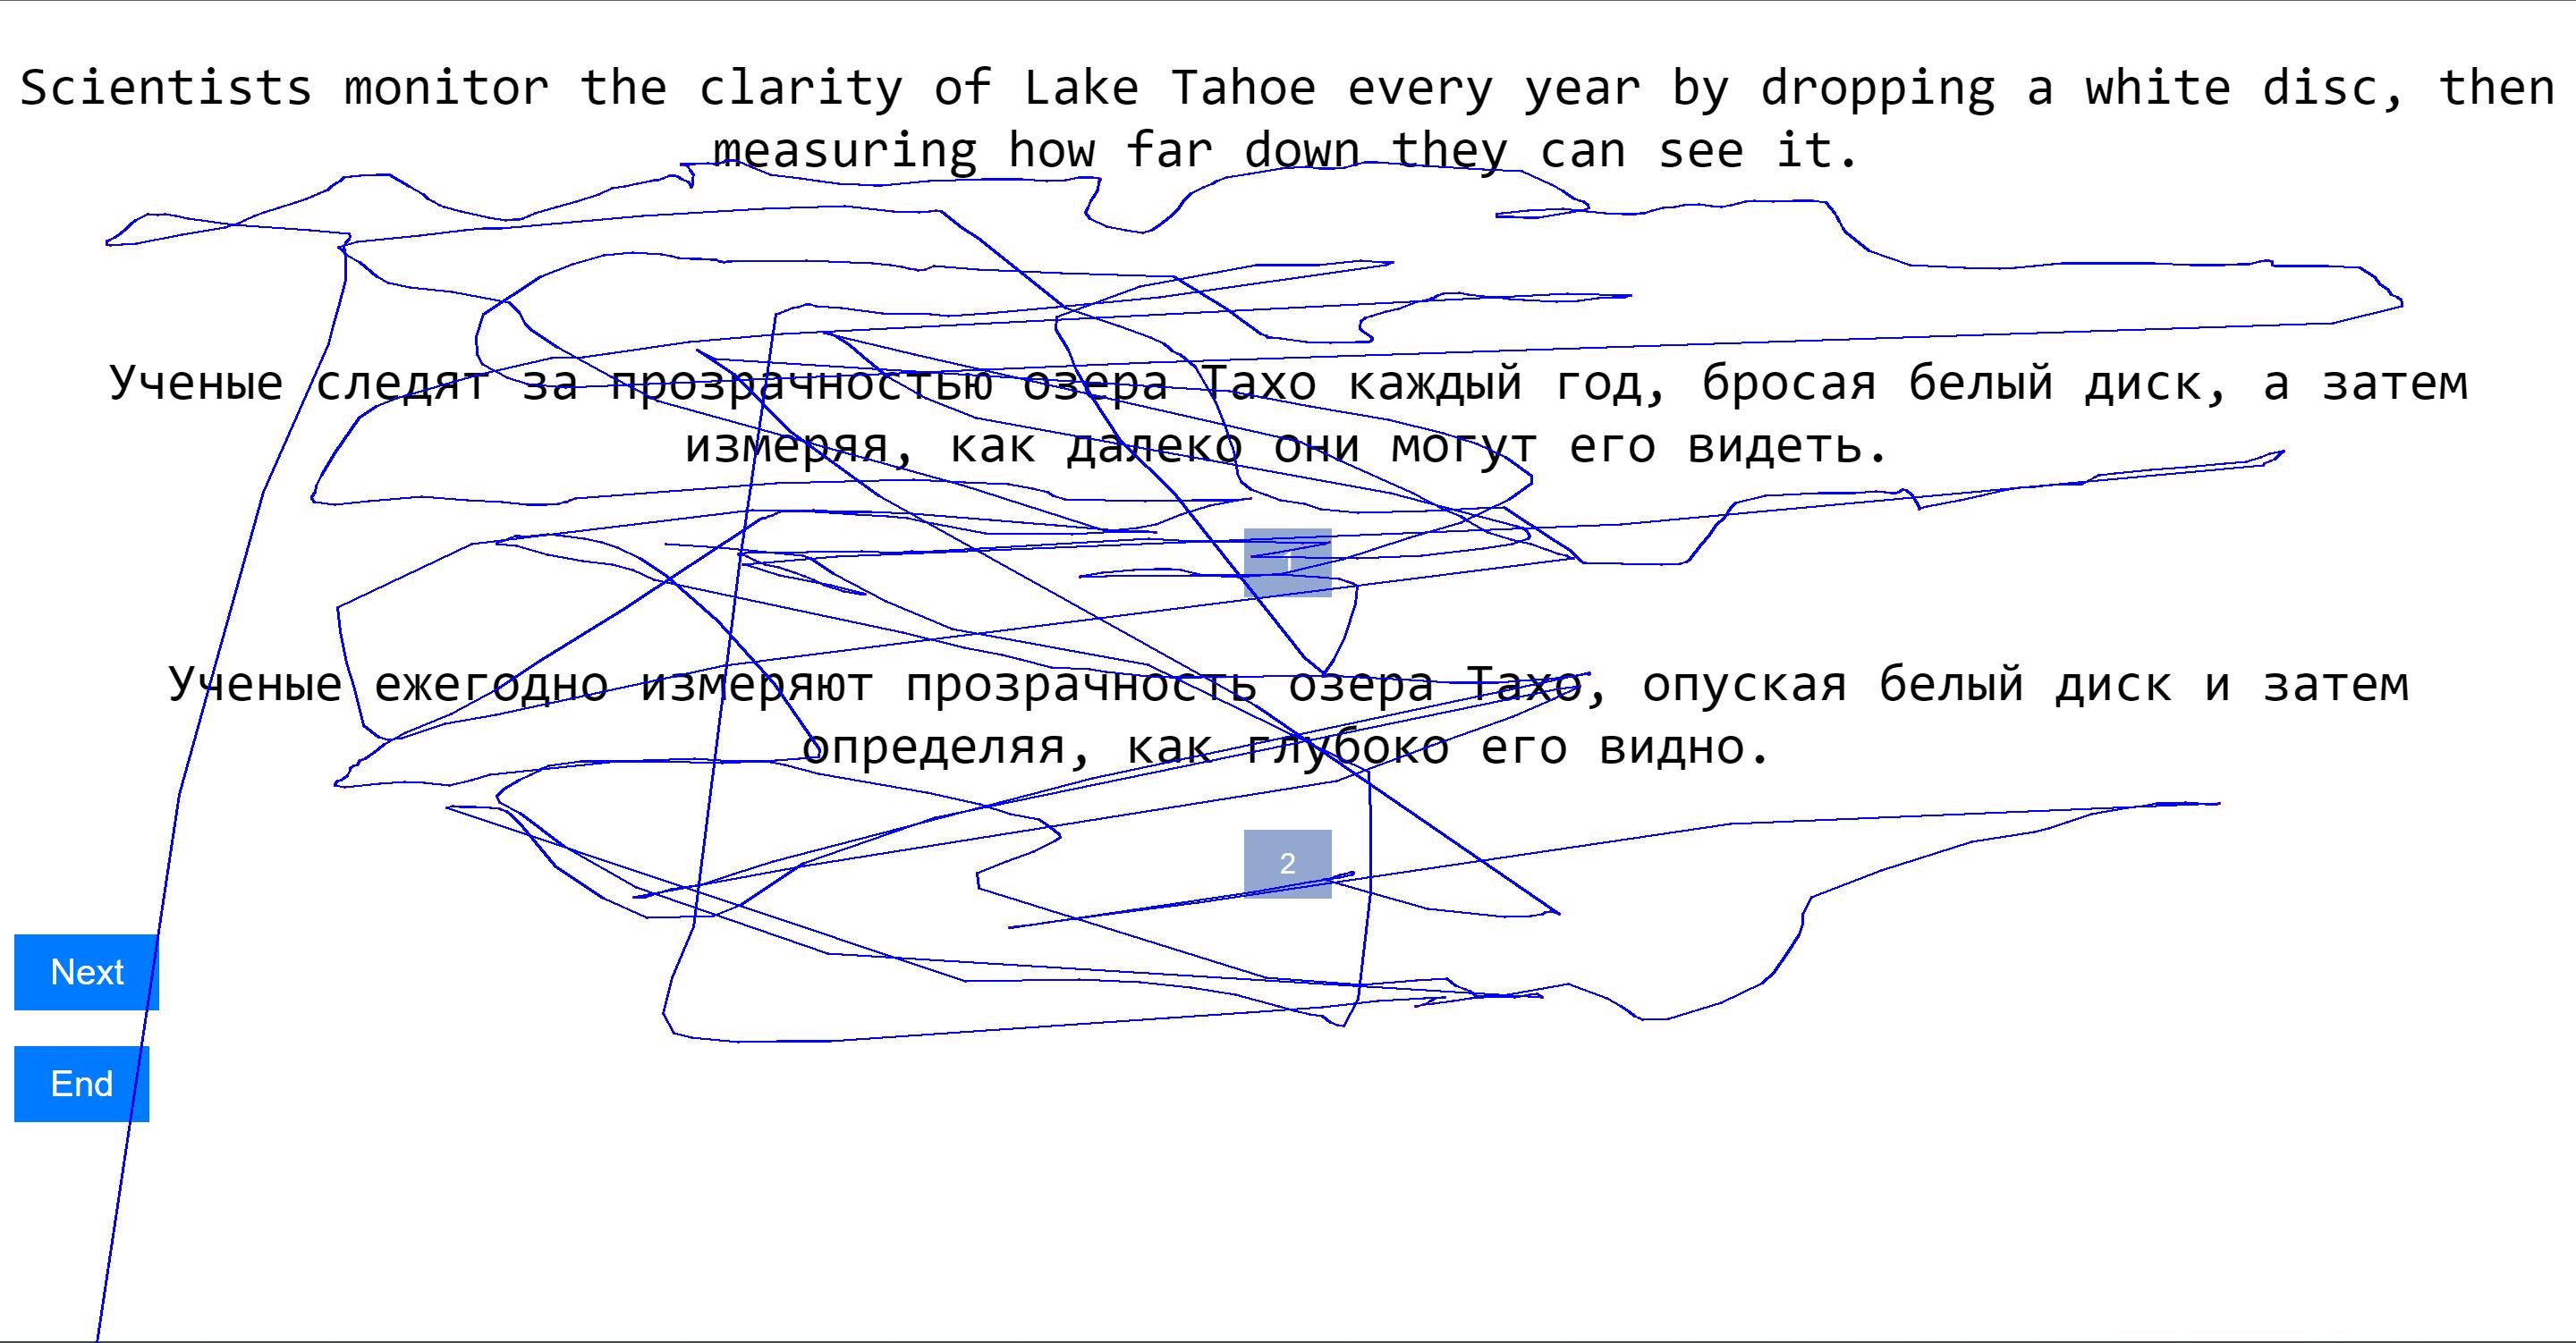 Scientists monitor the clarity of Lake Tahoe every year by dropping a white disc, then
measuring how far down they can see it.
Ученые следят за прозрачностью озера Тахо каждый год, бросая белый диск, а затем
измеряя, как далеко они могут его видеть.
1
Ученые ежегодно измеряют прозрачность озера Тахо, опуская белый диск и затем
определяя, как глубоко его видно.
2
Next
End